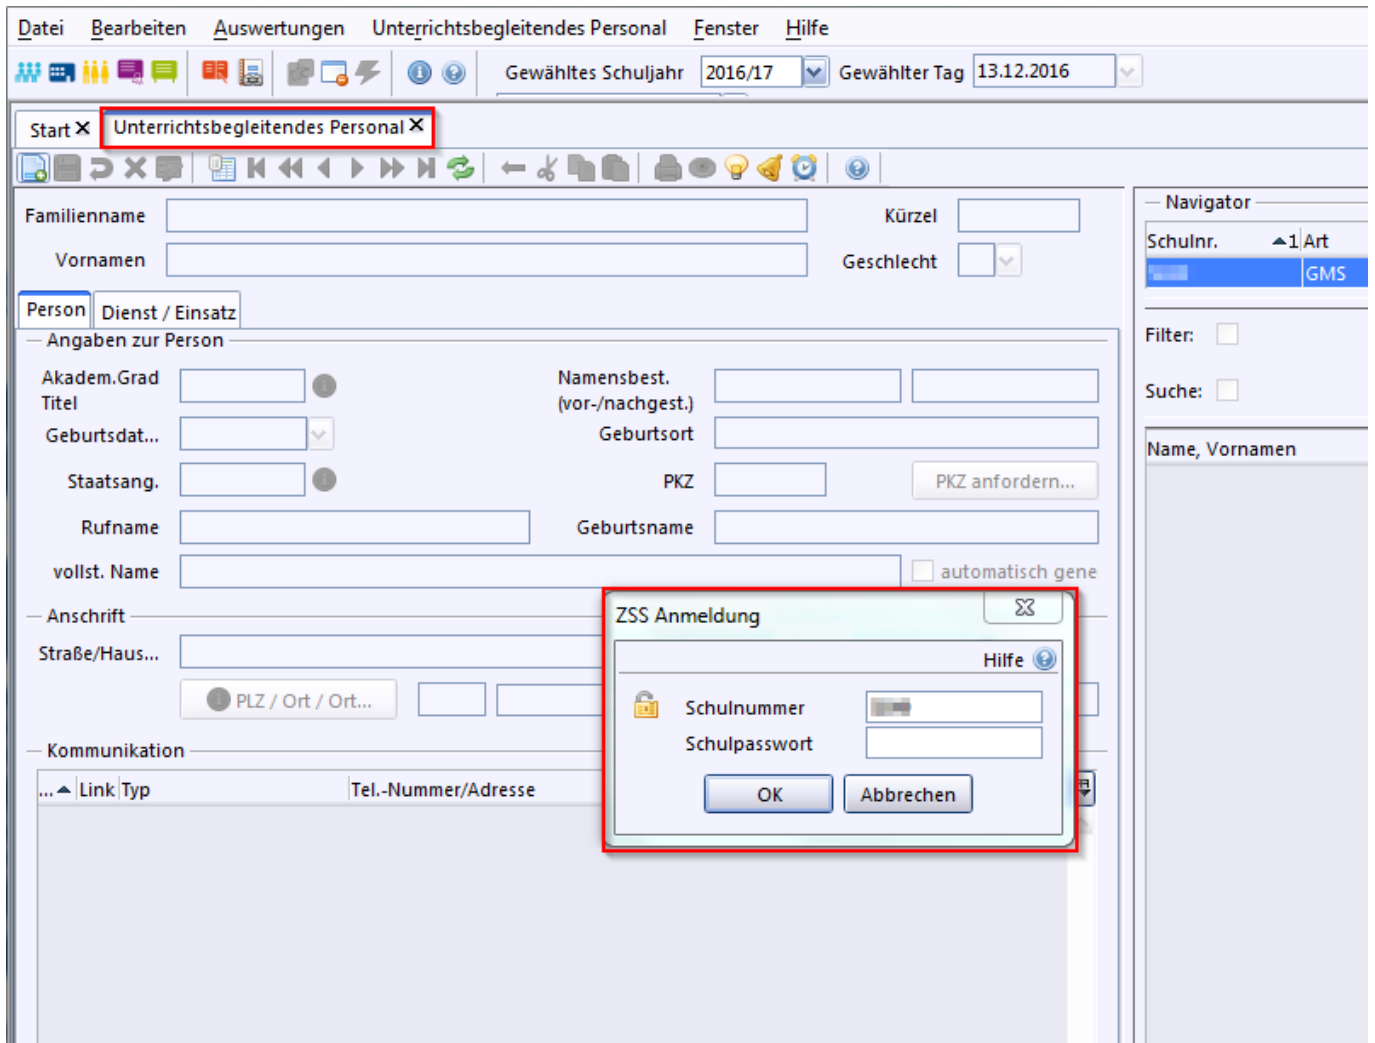 Datei Bearbeiten Auswertungen Unterrichtsbegleitendes Personal Fenster Hilfe
Gewähltes Schuljahr 2016/17 Gewählter Tag 13.12.2016
Start Unterrichtsbegleitendes Personal
Familienname Kürzel
Vornamen Geschlecht
Person Dienst / Einsatz
Angaben zur Person
Akadem.Grad Titel Namensbest. (vor-/nachgest.)
Geburtsdat... Geburtsort
Staatsang. PKZ PKZ anfordern...
Rufname Geburtsname
vollst. Name automatisch gene
Anschrift
Straße/Haus...
PLZ / Ort / Ort...
Kommunikation
... Link Typ Tel.-Nummer/Adresse
ZSS Anmeldung
Hilfe
Schulnummer
Schulpasswort
OK Abbrechen
Navigator
Schulnr. 1 Art
GMS
Filter:
Suche:
Name, Vornamen